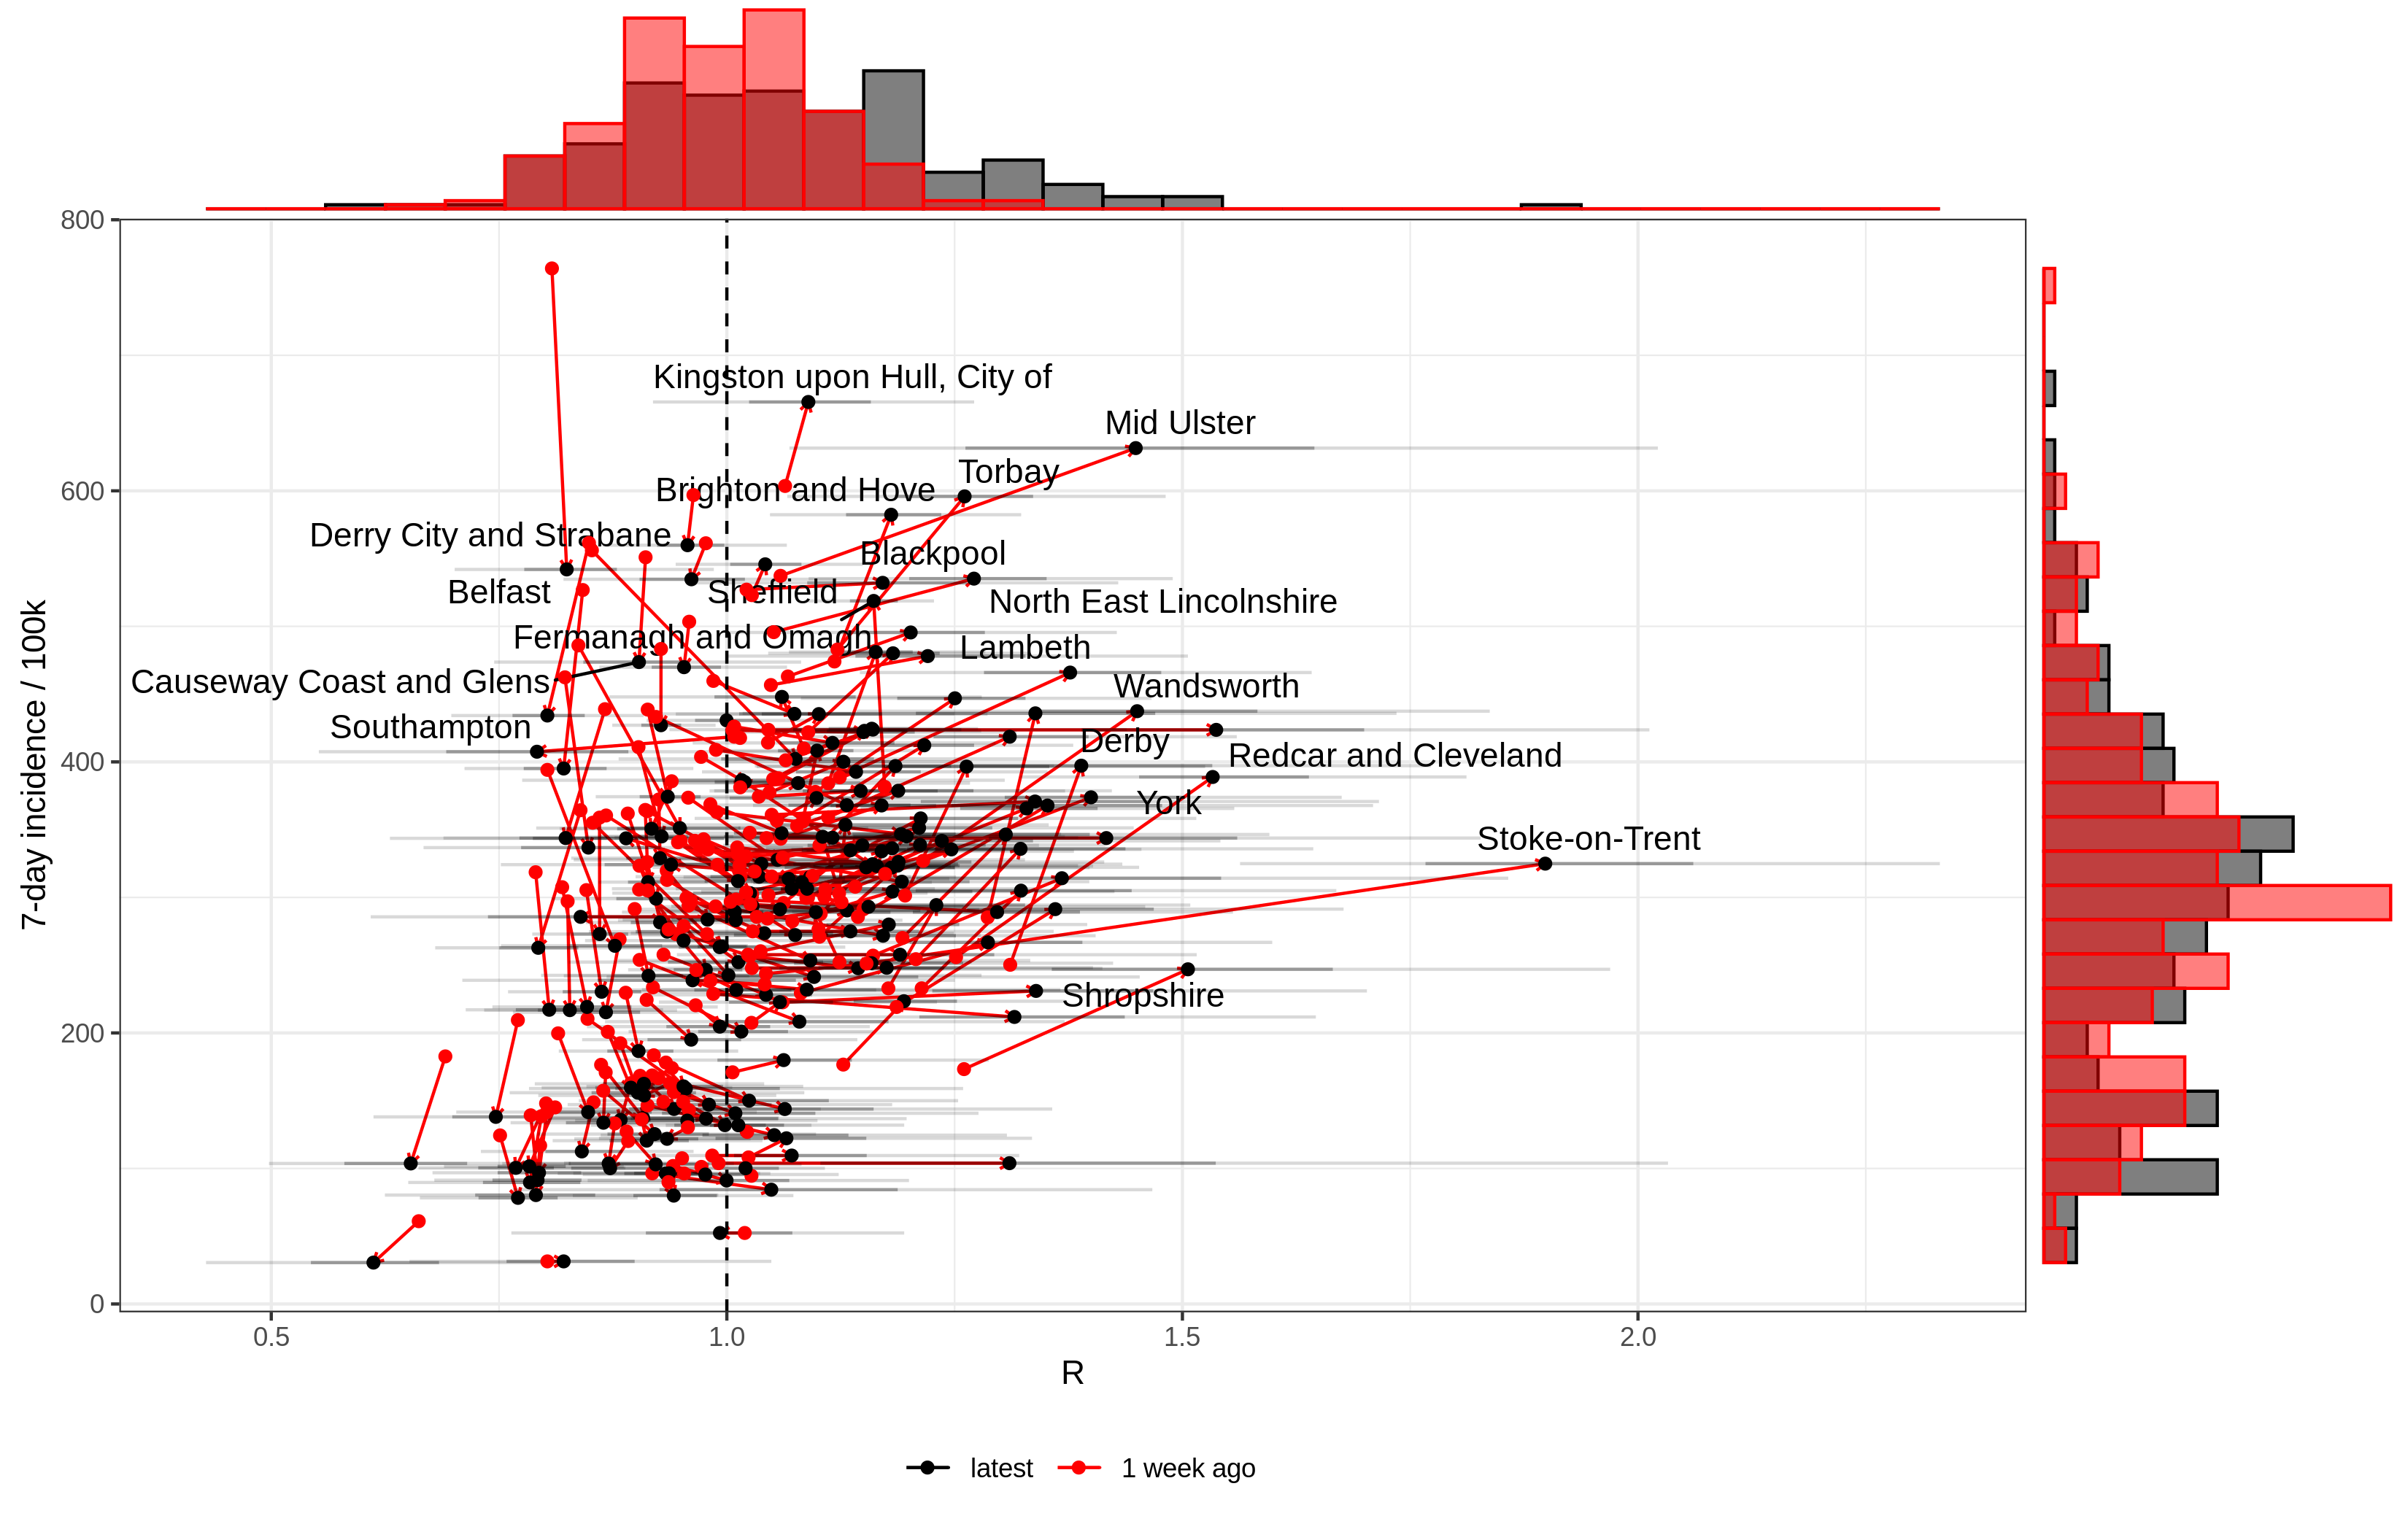 800
600
400
200
0
7-day incidence / 100k
Kingston upon Hull, City of
Mid Ulster
Torbay
Brighton and Hove
Derry City and Strabane
Blackpool
Belfast
Sheffield
North East Lincolnshire
Fermanagh and Omagh
Lambeth
Causeway Coast and Glens
Wandsworth
Southampton
Derby
Redcar and Cleveland
York
Stoke-on-Trent
Shropshire
0.5
1.0
1.5
2.0
R
latest
1 week ago